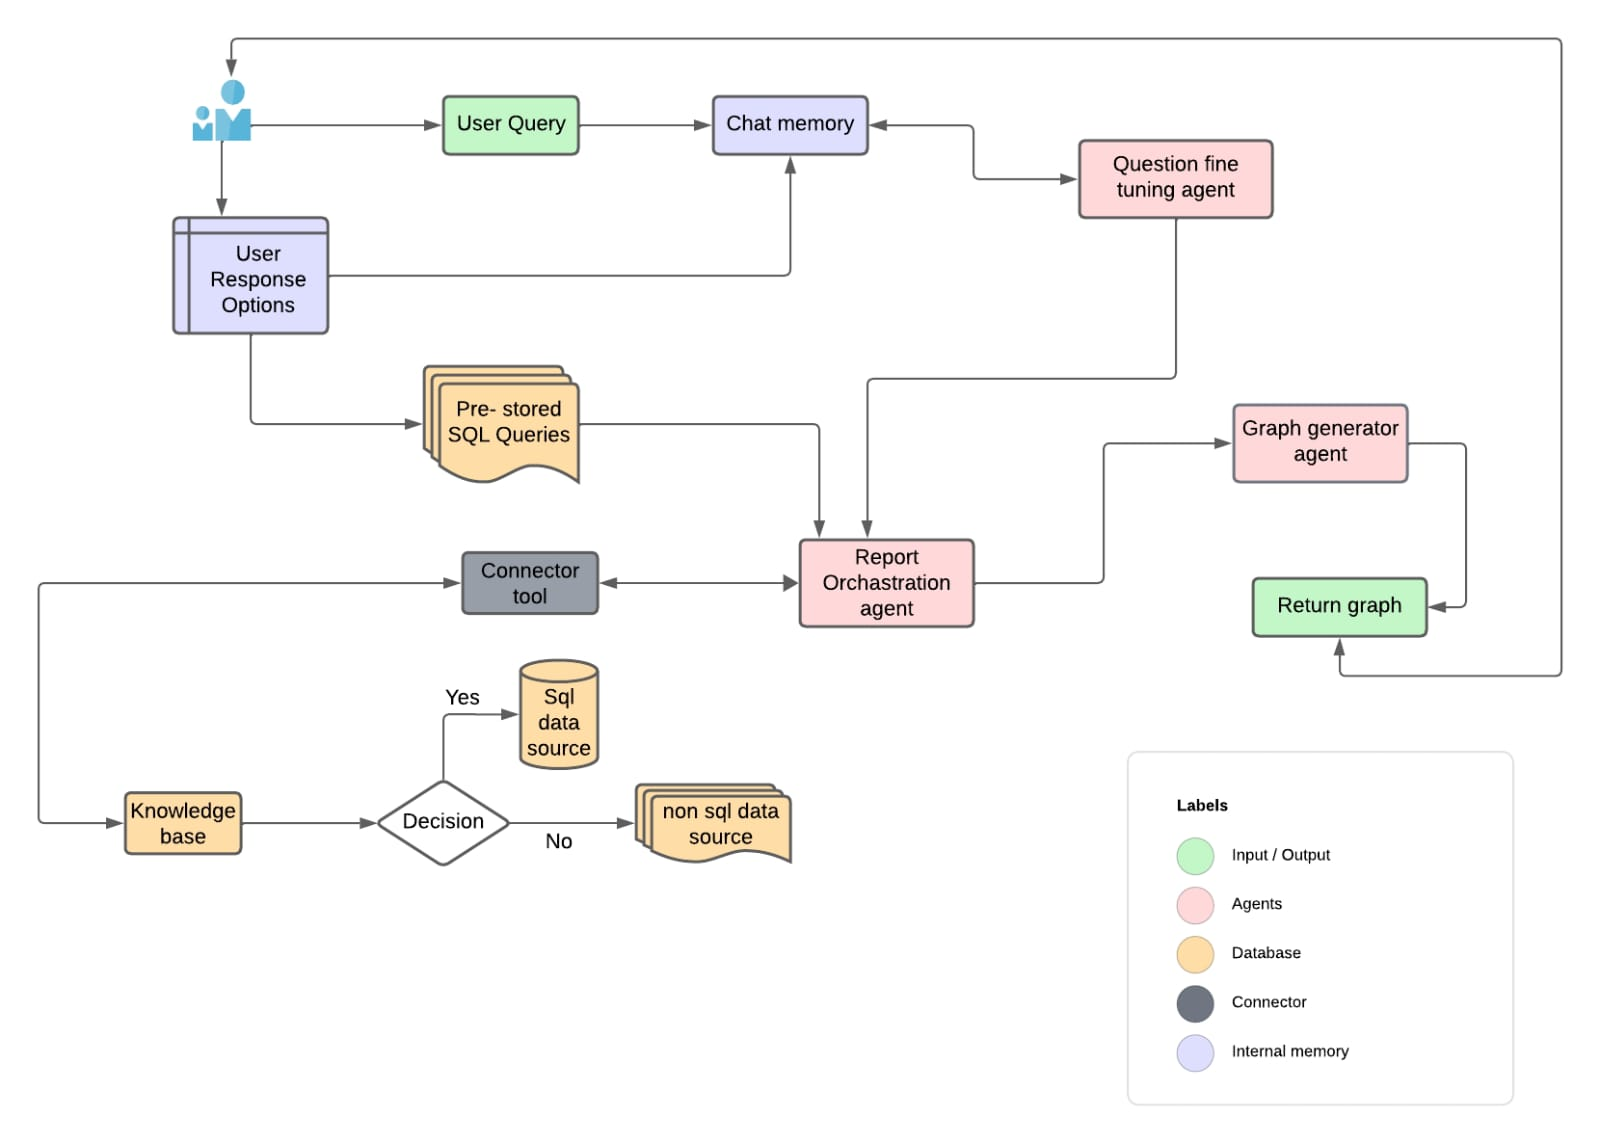 User Query
Chat memory
Question fine
tuning agent
User
Response
Options
Pre- stored
SQL Queries
Graph generator
agent
Connector
tool
Report
Orchastration
agent
Return graph
Yes
Sql
data
source
Knowledge
base
Decision
No
non sql data
source
Labels
Input / Output
Agents
Database
Connector
Internal memory